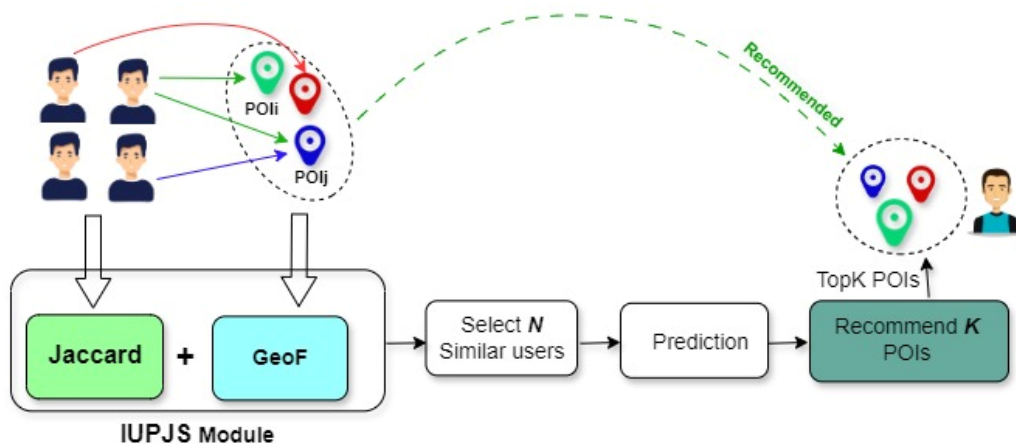 Recommended
POIi
POIj
TopK POIs
Jaccard
+
GeoF
Select N
Similar users
Prediction
Recommend K
POIs
IUPJS Module